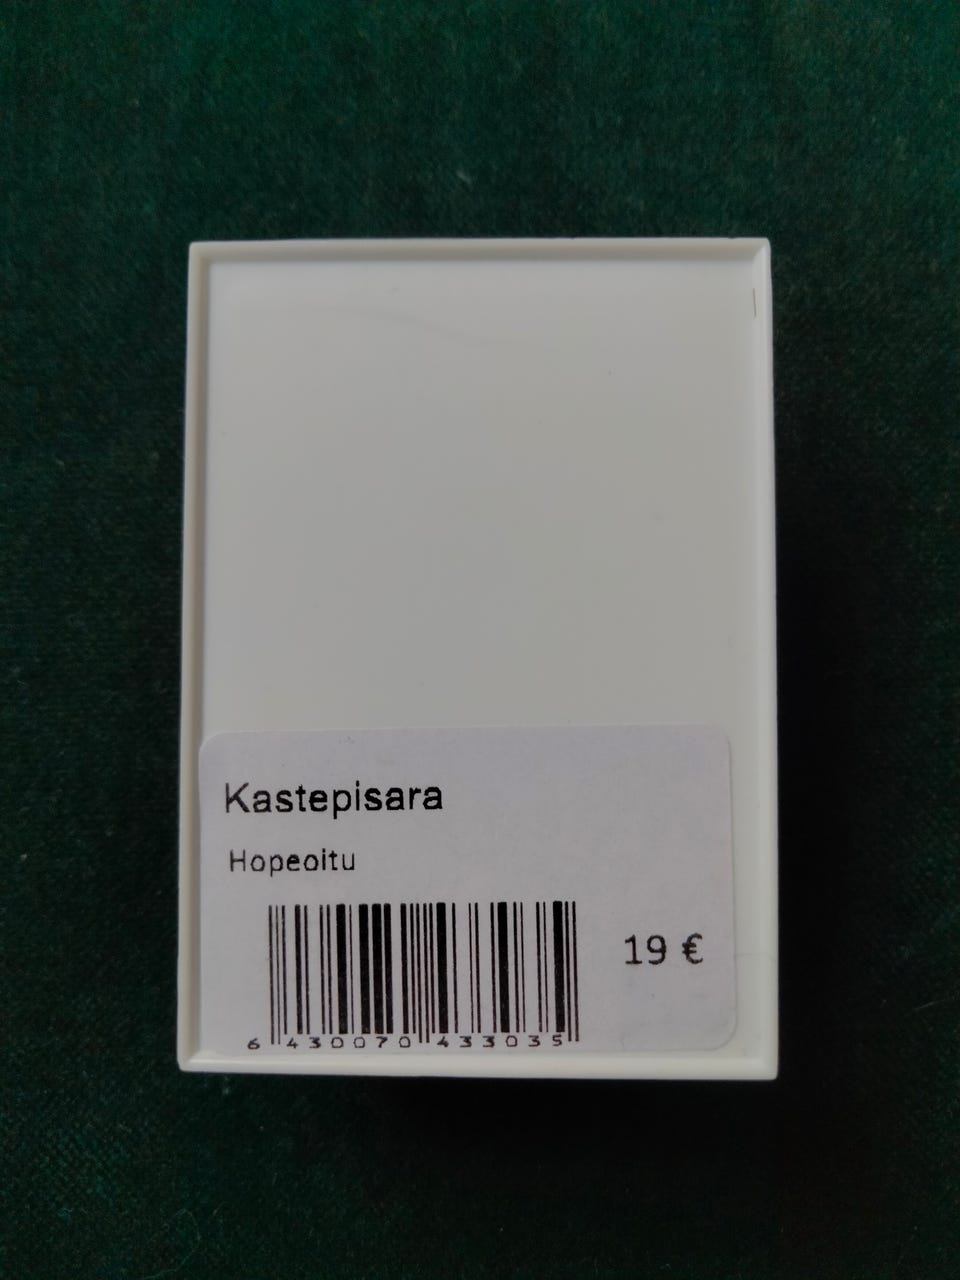 Kastepisara
Hopeoitu
19 €
6 430070 433035